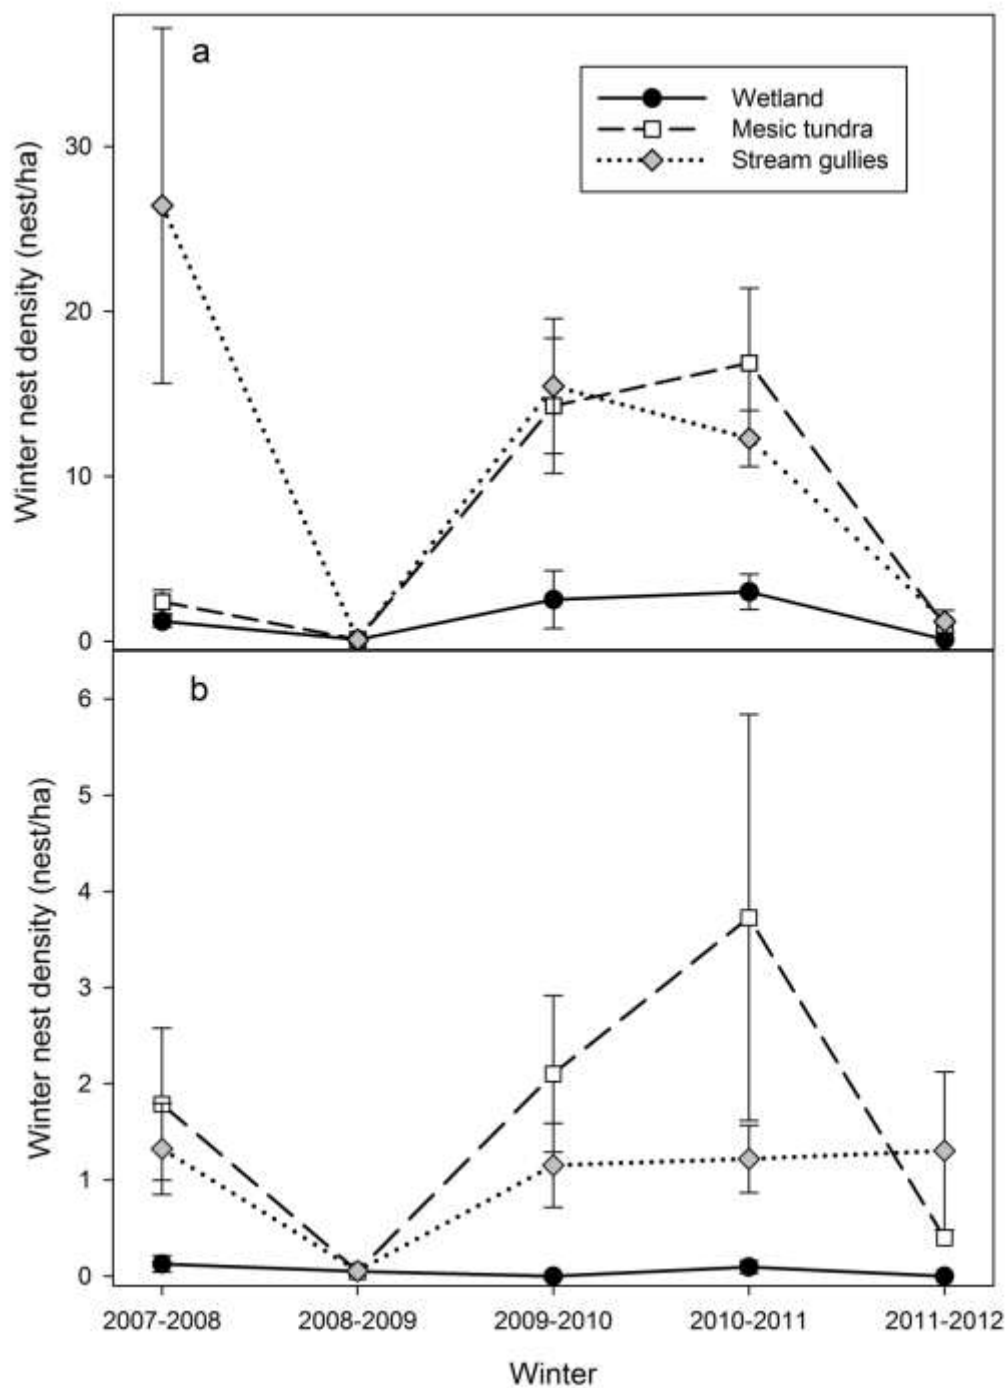 a
Wetland
Mesic tundra
Stream gullies
Winter nest density (nest/ha)
30
20
10
0
b
Winter nest density (nest/ha)
6
5
4
3
2
1
0
2007-2008 2008-2009 2009-2010 2010-2011 2011-2012
Winter